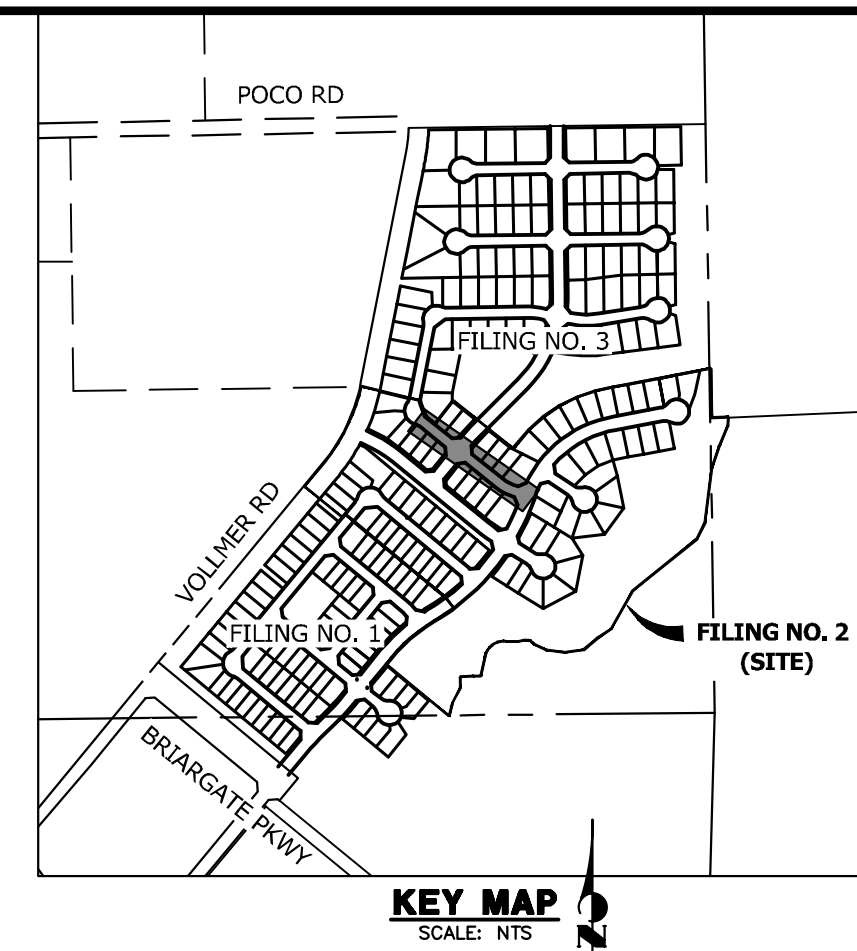 POCO RD
FILING NO. 3
VOLLMER RD
FILING NO. 1
FILING NO. 2
(SITE)
BRIARGATE PKWY
KEY MAP
SCALE: NTS
N